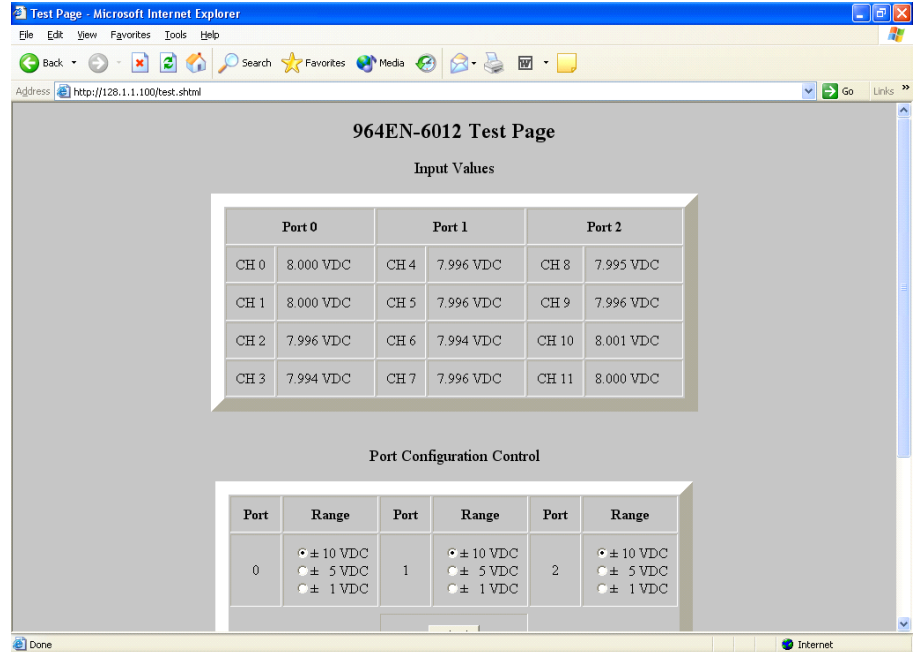 Test Page - Microsoft Internet Explorer
File Edit View Favorites Tools Help
Back Search Favorites Media
Address http://128.1.1.100/test.shtml Go Links »
964EN-6012 Test Page
Input Values
Port 0 Port 1 Port 2
CH 0 8.000 VDC CH 4 7.996 VDC CH 8 7.995 VDC
CH 1 8.000 VDC CH 5 7.996 VDC CH 9 7.996 VDC
CH 2 7.996 VDC CH 6 7.994 VDC CH 10 8.001 VDC
CH 3 7.994 VDC CH 7 7.996 VDC CH 11 8.000 VDC
Port Configuration Control
Port Range Port Range Port Range
0 ± 10 VDC 1 ± 10 VDC 2 ± 10 VDC
± 5 VDC ± 5 VDC ± 5 VDC
± 1 VDC ± 1 VDC ± 1 VDC
Done Internet